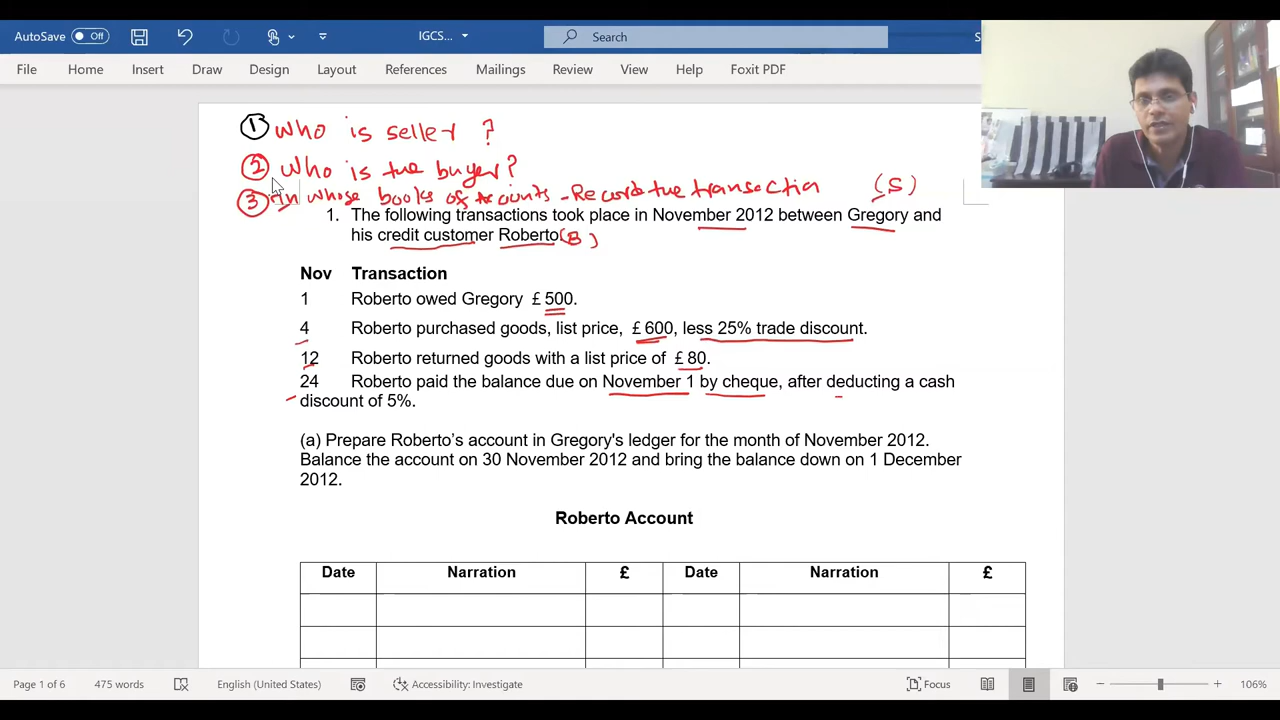 AutoSave Off IGCS... Search S
File Home Insert Draw Design Layout References Mailings Review View Help Foxit PDF
1 Who is seller ?
2 Who is the buyer?
3 In whose books of accounts - Record the transaction (S)
1. The following transactions took place in November 2012 between Gregory and
his credit customer Roberto (B)
Nov Transaction
1 Roberto owed Gregory £ 500.
4 Roberto purchased goods, list price, £ 600, less 25% trade discount.
12 Roberto returned goods with a list price of £ 80.
24 Roberto paid the balance due on November 1 by cheque, after deducting a cash
discount of 5%.
(a) Prepare Roberto's account in Gregory's ledger for the month of November 2012.
Balance the account on 30 November 2012 and bring the balance down on 1 December
2012.
Roberto Account
Date Narration £ Date Narration £
Page 1 of 6 475 words English (United States) Accessibility: Investigate Focus 106%